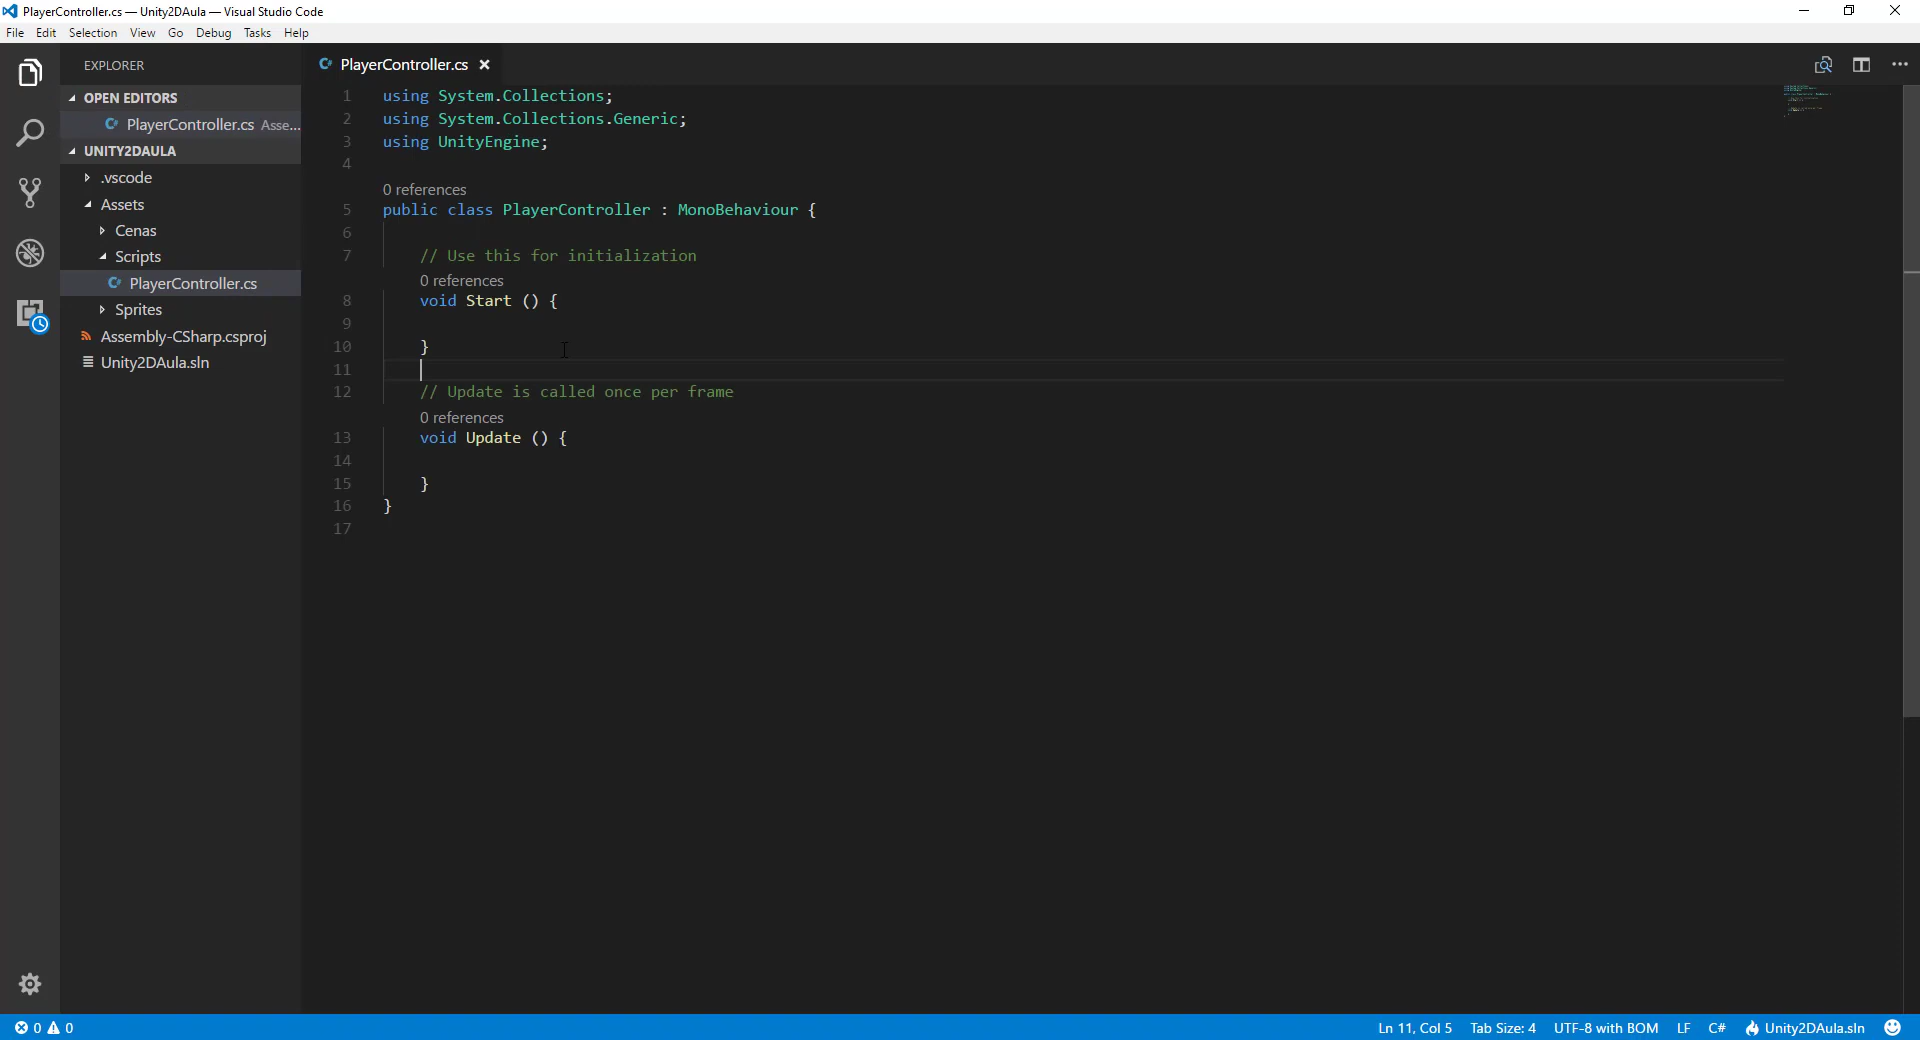 PlayerController.cs — Unity2DAula — Visual Studio Code
File Edit Selection View Go Debug Tasks Help
EXPLORER
OPEN EDITORS
PlayerController.cs Asse...
UNITY2DAULA
.vscode
Assets
Cenas
Scripts
PlayerController.cs
Sprites
Assembly-CSharp.csproj
Unity2DAula.sln
PlayerController.cs
1 using System.Collections;
2 using System.Collections.Generic;
3 using UnityEngine;
4
0 references
5 public class PlayerController : MonoBehaviour {
6
7 // Use this for initialization
0 references
8 void Start () {
9
10 }
11
12 // Update is called once per frame
0 references
13 void Update () {
14
15 }
16 }
17
0 0 Ln 11, Col 5 Tab Size: 4 UTF-8 with BOM LF C# Unity2DAula.sln